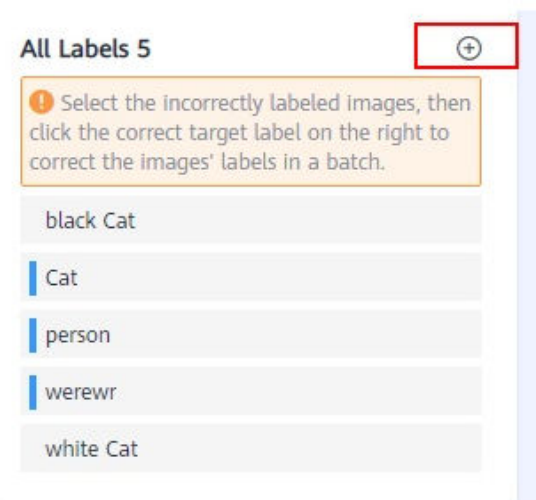 All Labels 5
Select the incorrectly labeled images, then
click the correct target label on the right to
correct the images' labels in a batch.
black Cat
Cat
person
werewr
white Cat